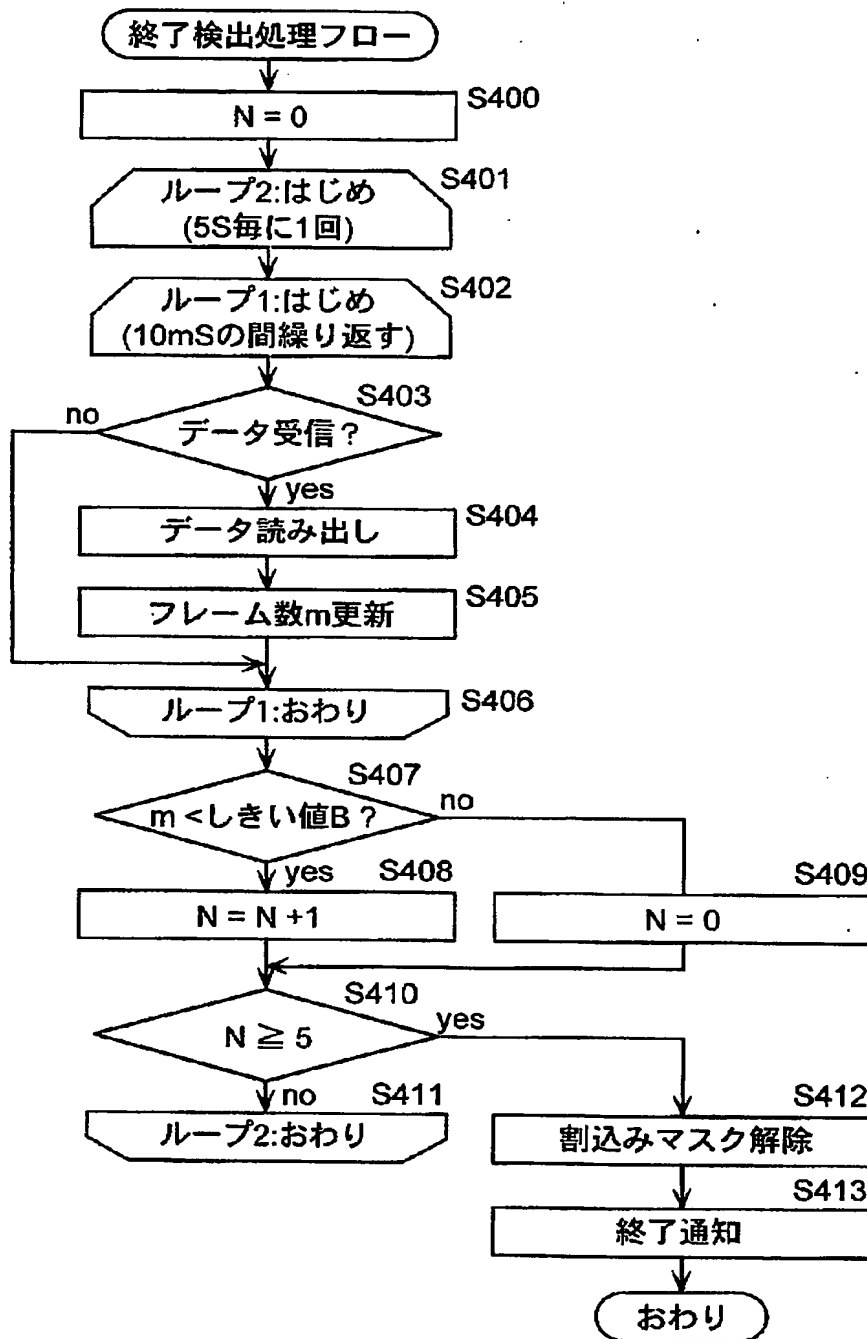 終了検出処理フロー
S400
N = 0
S401
ループ2:はじめ
(5S毎に1回)
S402
ループ1:はじめ
(10mSの間繰り返す)
S403
no
データ受信?
yes
S404
データ読み出し
S405
フレーム数m更新
S406
ループ1:おわり
S407
m <しきい値B ?
no
yes
S408
N = N +1
S409
N = 0
S410
N ≧ 5
yes
no
S411
ループ2:おわり
S412
割込みマスク解除
S413
終了通知
おわり